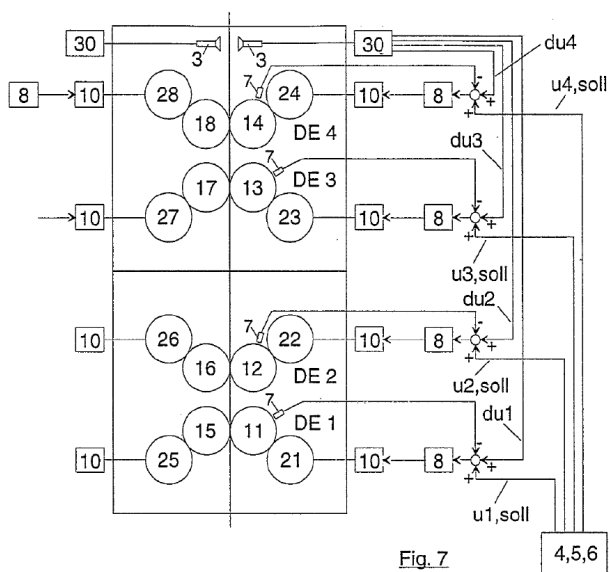 30 3 3 30 du4
8 10 28 7 24 10 8 - + + u4,soll
18 14 DE 4 du3
17 7 13 DE 3 -
10 27 23 10 8 + +
u3,soll
du2
10 26 7 22 10 8 - + +
16 12 DE 2 u2,soll
7 DE 1 du1
15 11 -
10 25 21 10 8 + +
u1,soll
4,5,6
Fig. 7